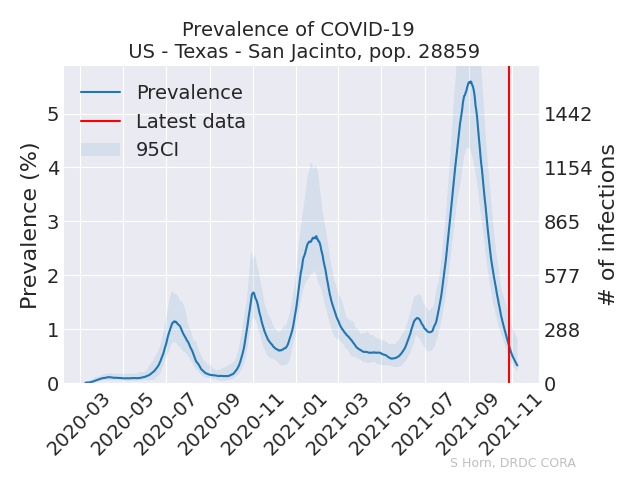 Prevalence of COVID-19
US - Texas - San Jacinto, pop. 28859
Prevalence
Latest data
95CI
Prevalence (%)
5
4
3
2
1
0
1442
1154
865
577
288
0
# of infections
2020-03
2020-05
2020-07
2020-09
2020-11
2021-01
2021-03
2021-05
2021-07
2021-09
2021-11
S Horn, DRDC CORA